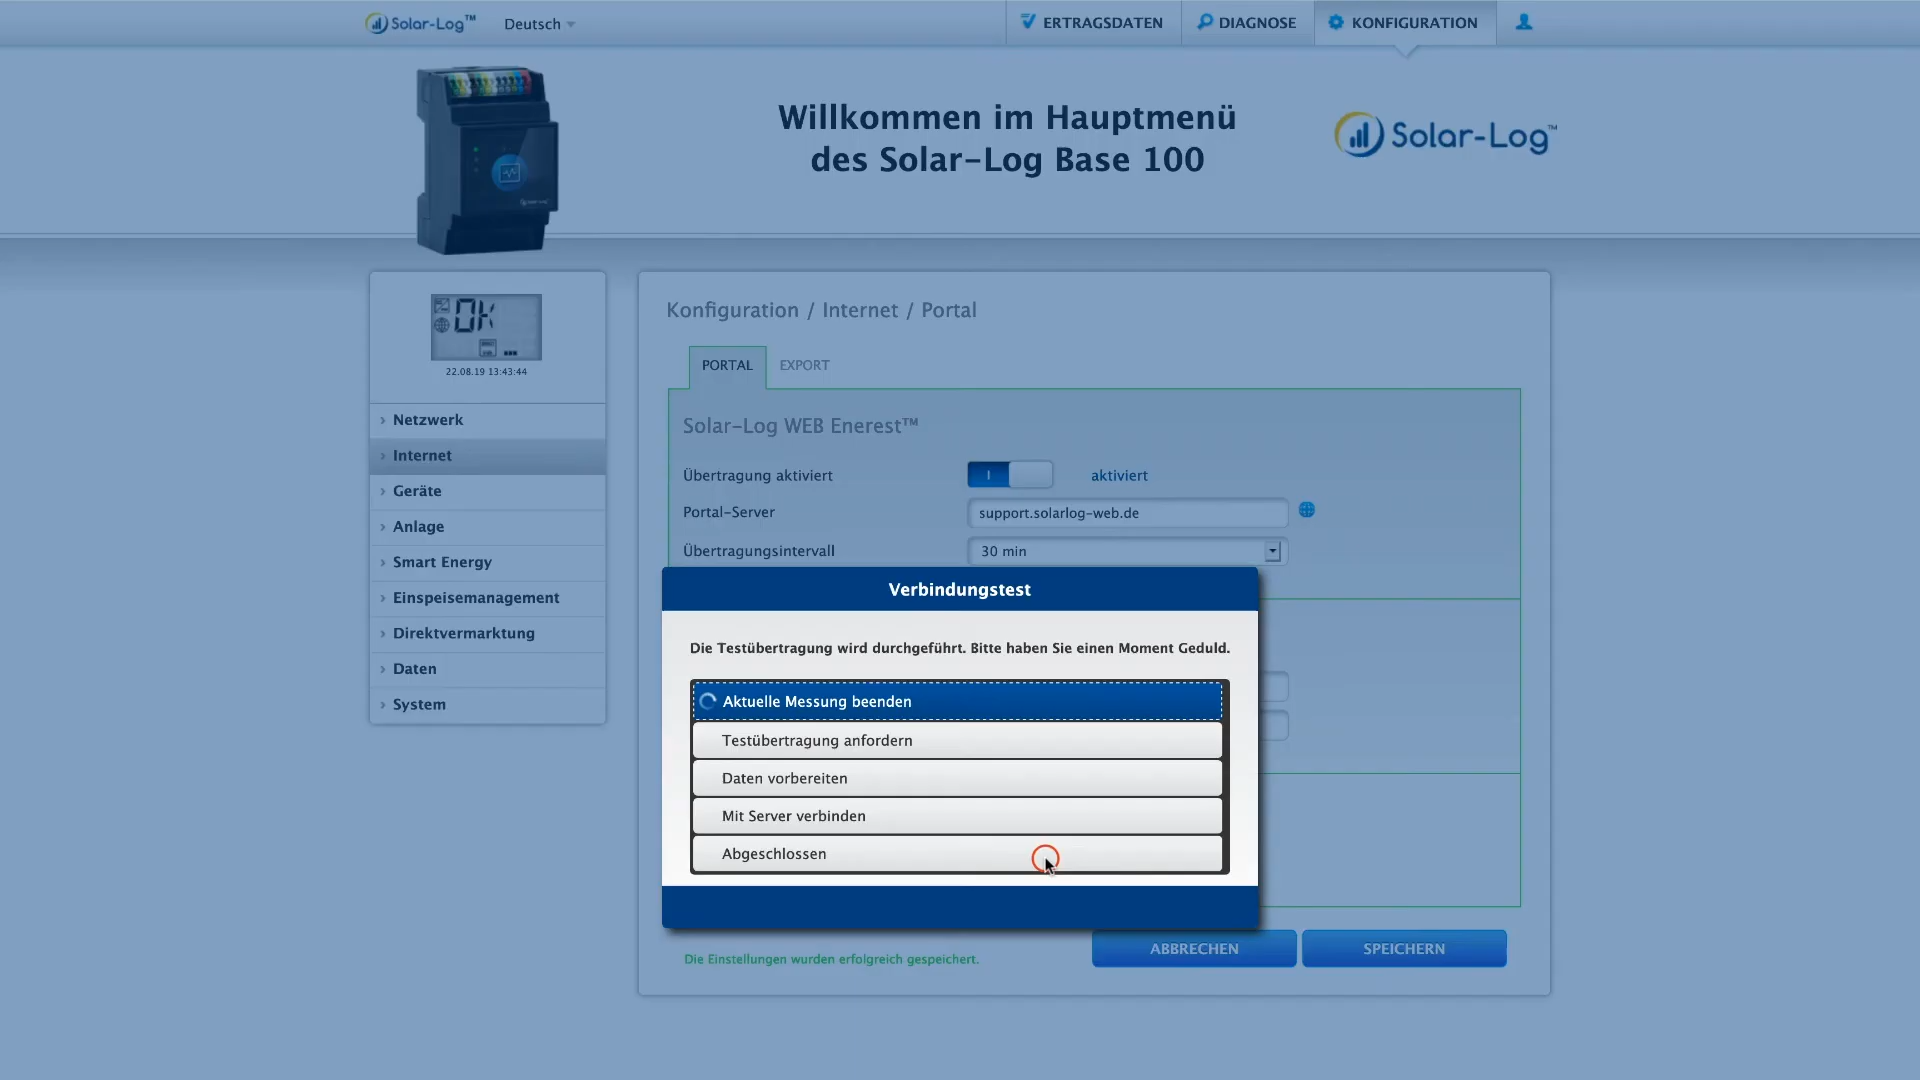 Solar-Log™
Deutsch
ERTRAGSDATEN
DIAGNOSE
KONFIGURATION
Willkommen im Hauptmenü
des Solar-Log Base 100
Solar-Log™
OK
22.08.19 13:43:44
Netzwerk
Internet
Geräte
Anlage
Smart Energy
Einspeisemanagement
Direktvermarktung
Daten
System
Konfiguration / Internet / Portal
PORTAL
EXPORT
Solar-Log WEB Enerest™
Übertragung aktiviert
I
aktiviert
Portal-Server
support.solarlog-web.de
Übertragungsintervall
30 min
Verbindungstest
Die Testübertragung wird durchgeführt. Bitte haben Sie einen Moment Geduld.
Aktuelle Messung beenden
Testübertragung anfordern
Daten vorbereiten
Mit Server verbinden
Abgeschlossen
Die Einstellungen wurden erfolgreich gespeichert.
ABBRECHEN
SPEICHERN